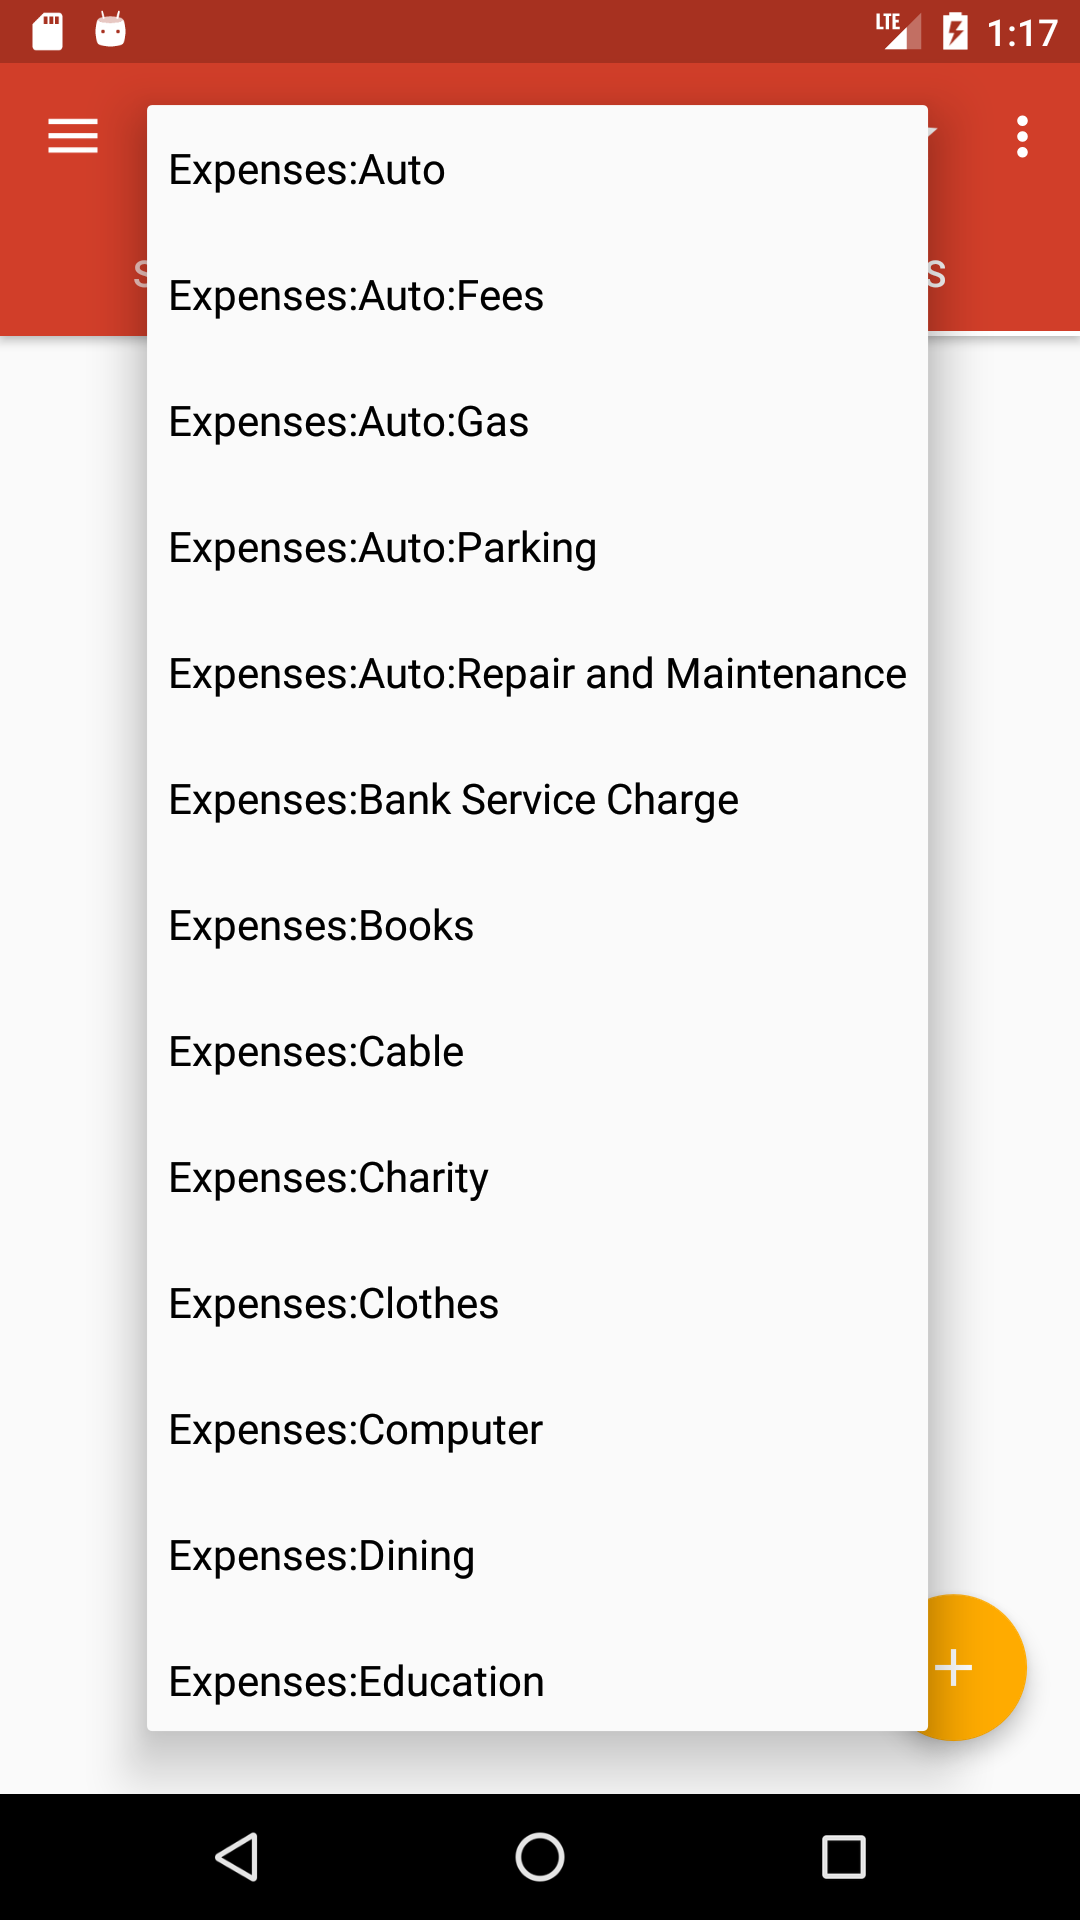 LTE 1:17
Expenses:Auto
S
S
Expenses:Auto:Fees
Expenses:Auto:Gas
Expenses:Auto:Parking
Expenses:Auto:Repair and Maintenance
Expenses:Bank Service Charge
Expenses:Books
Expenses:Cable
Expenses:Charity
Expenses:Clothes
Expenses:Computer
Expenses:Dining
Expenses:Education